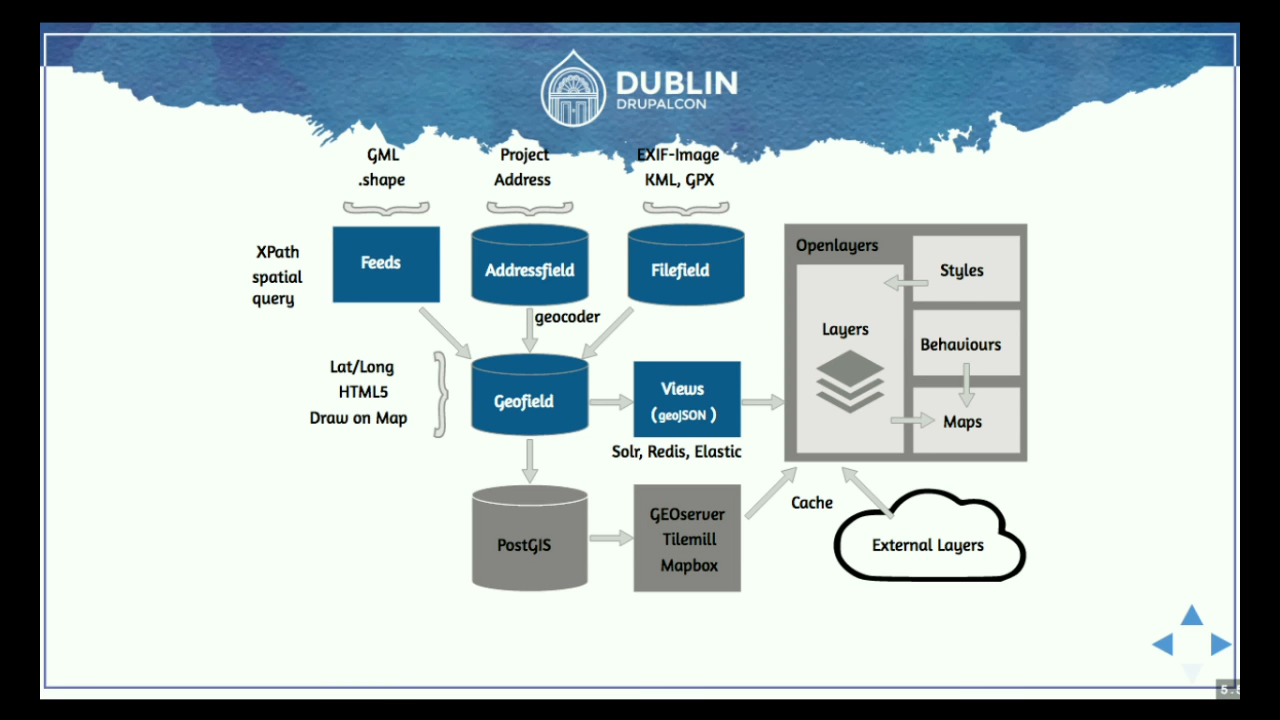 DUBLIN
DRUPALCON
GML
.shape
Project
Address
EXIF-Image
KML, GPX
XPath
spatial
query
Feeds
Addressfield
Filefield
geocoder
Openlayers
Styles
Layers
Behaviours
Maps
Lat/Long
HTML5
Draw on Map
Geofield
Views
(geoJSON )
Solr, Redis, Elastic
PostGIS
GEOserver
Tilemill
Mapbox
Cache
External Layers